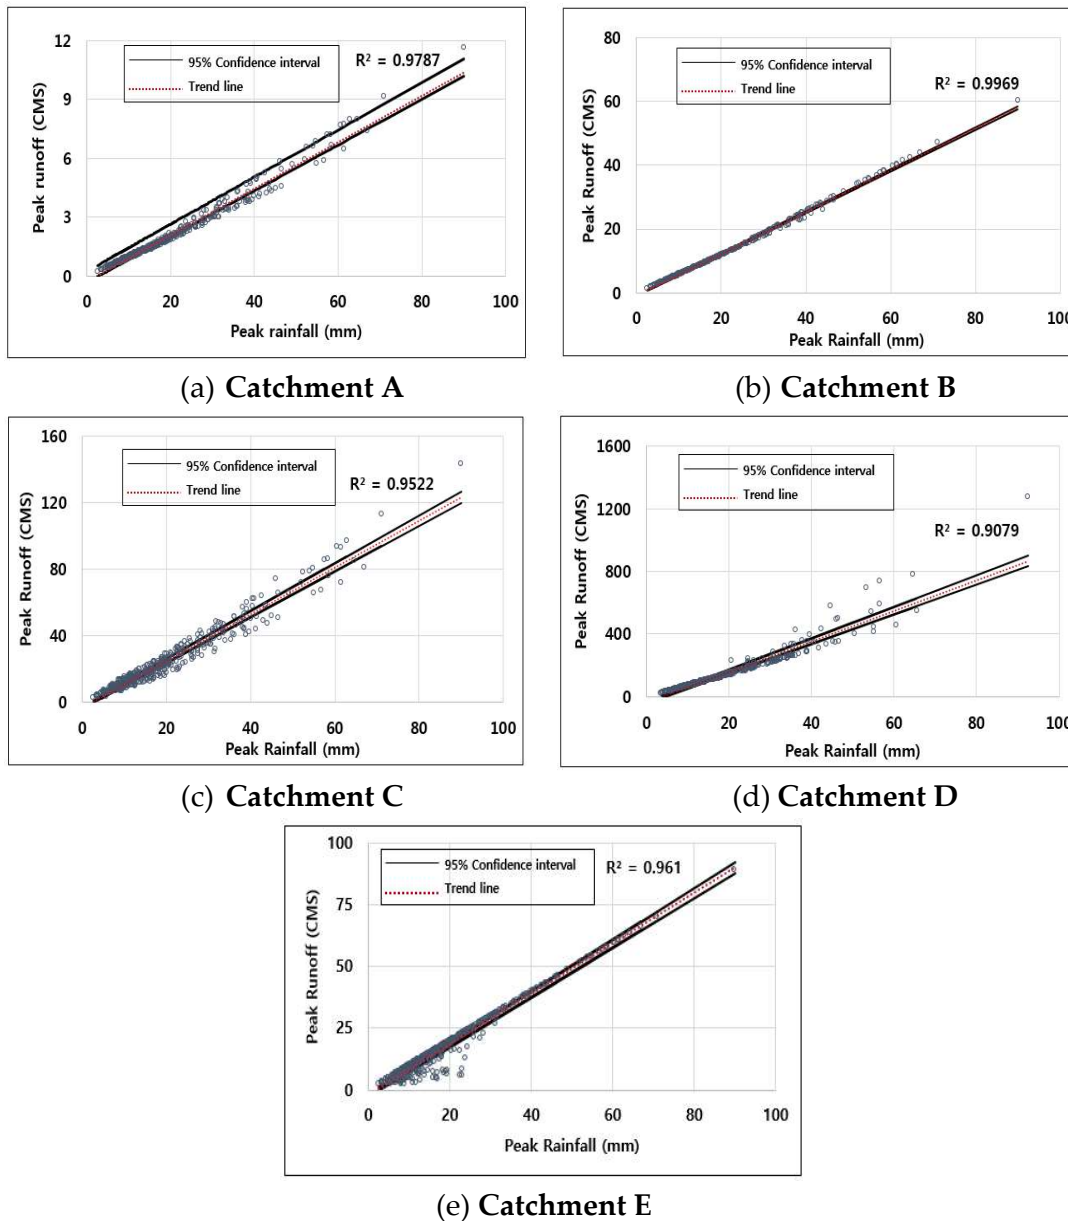 12
9
6
3
0
Peak runoff (CMS)
95% Confidence interval
Trend line
R² = 0.9787
0 20 40 60 80 100
Peak rainfall (mm)
(a) Catchment A
80
60
40
20
0
Peak Runoff (CMS)
95% Confidence interval
Trend line
R² = 0.9969
0 20 40 60 80 100
Peak Rainfall (mm)
(b) Catchment B
160
120
80
40
0
Peak Runoff (CMS)
95% Confidence interval
Trend line
R² = 0.9522
0 20 40 60 80 100
Peak Rainfall (mm)
(c) Catchment C
1600
1200
800
400
0
Peak Runoff (CMS)
95% Confidence interval
Trend line
R² = 0.9079
0 20 40 60 80 100
Peak Rainfall (mm)
(d) Catchment D
100
75
50
25
0
Peak Runoff (CMS)
95% Confidence interval
Trend line
R² = 0.961
0 20 40 60 80 100
Peak Rainfall (mm)
(e) Catchment E